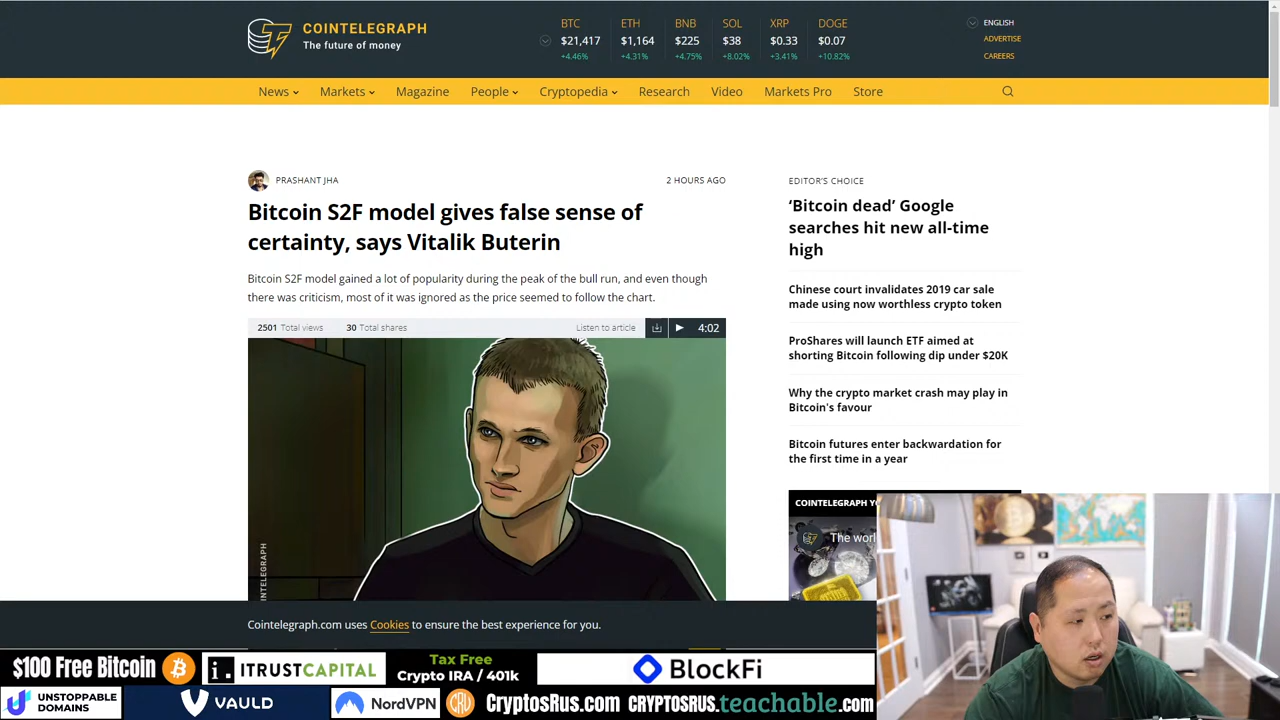 COINTELEGRAPH
The future of money
BTC ETH BNB SOL XRP DOGE
$21,417 $1,164 $225 $38 $0.33 $0.07
+4.46% +4.31% +4.75% +8.02% +3.41% +10.82%
ENGLISH
ADVERTISE
CAREERS
News Markets Magazine People Cryptopedia Research Video Markets Pro Store
PRASHANT JHA 2 HOURS AGO
Bitcoin S2F model gives false sense of
certainty, says Vitalik Buterin
Bitcoin S2F model gained a lot of popularity during the peak of the bull run, and even though
there was criticism, most of it was ignored as the price seemed to follow the chart.
2501 Total views 30 Total shares Listen to article 4:02
INTELEGRAPH
EDITOR'S CHOICE
‘Bitcoin dead’ Google
searches hit new all-time
high
Chinese court invalidates 2019 car sale
made using now worthless crypto token
ProShares will launch ETF aimed at
shorting Bitcoin following dip under $20K
Why the crypto market crash may play in
Bitcoin's favour
Bitcoin futures enter backwardation for
the first time in a year
COINTELEGRAPH YO
The worl
Cointelegraph.com uses Cookies to ensure the best experience for you.
$100 Free Bitcoin
i. ITRUSTCAPITAL
Tax Free
Crypto IRA / 401k
BlockFi
UNSTOPPABLE
DOMAINS
VAULD
NordVPN
CRU
CryptosRus.com
CRYPTOSRUS.teachable.com